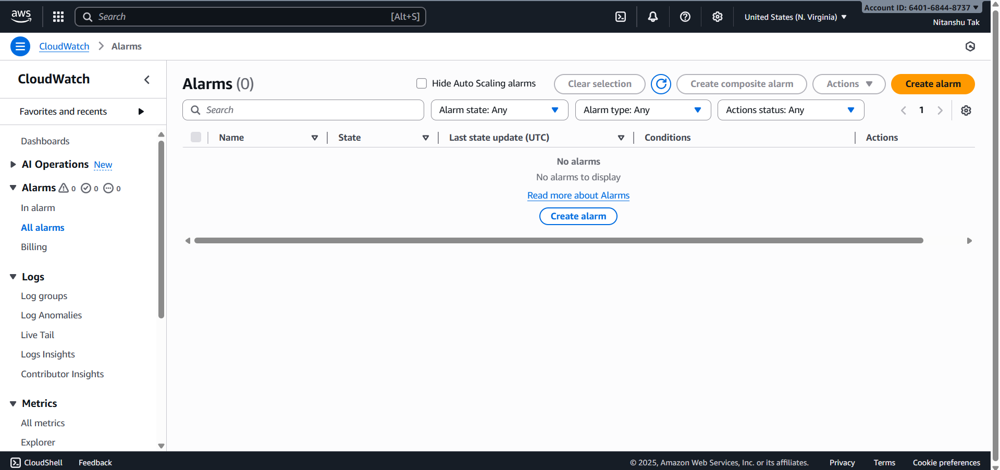 aws
Search [Alt+S]
United States (N. Virginia)
Account ID: 6401-6844-8737
Nitanshu Tak
CloudWatch
Alarms
CloudWatch
Favorites and recents
Dashboards
AI Operations New
Alarms 0 0 0
In alarm
All alarms
Billing
Logs
Log groups
Log Anomalies
Live Tail
Logs Insights
Contributor Insights
Metrics
All metrics
Explorer
Alarms (0)
Hide Auto Scaling alarms
Clear selection
Create composite alarm
Actions
Create alarm
Search
Alarm state: Any
Alarm type: Any
Actions status: Any
1
Name
State
Last state update (UTC)
Conditions
Actions
No alarms
No alarms to display
Read more about Alarms
Create alarm
CloudShell
Feedback
© 2025, Amazon Web Services, Inc. or its affiliates.
Privacy
Terms
Cookie preferences